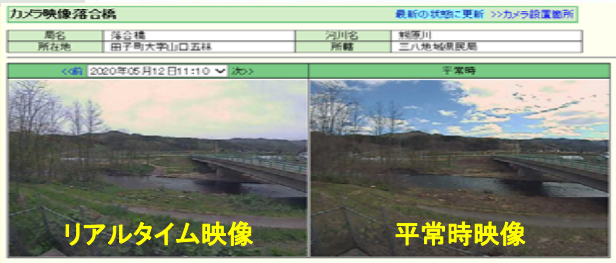 カメラ映像落合橋
最新の状態に更新 >>カメラ設置箇所
局名 落合橋 河川名 熊原川
所在地 田子町大字山口五林 所轄 三八地域県民局
<<前 2020年05月12日11:10 次>> 平常時
リアルタイム映像 平常時映像